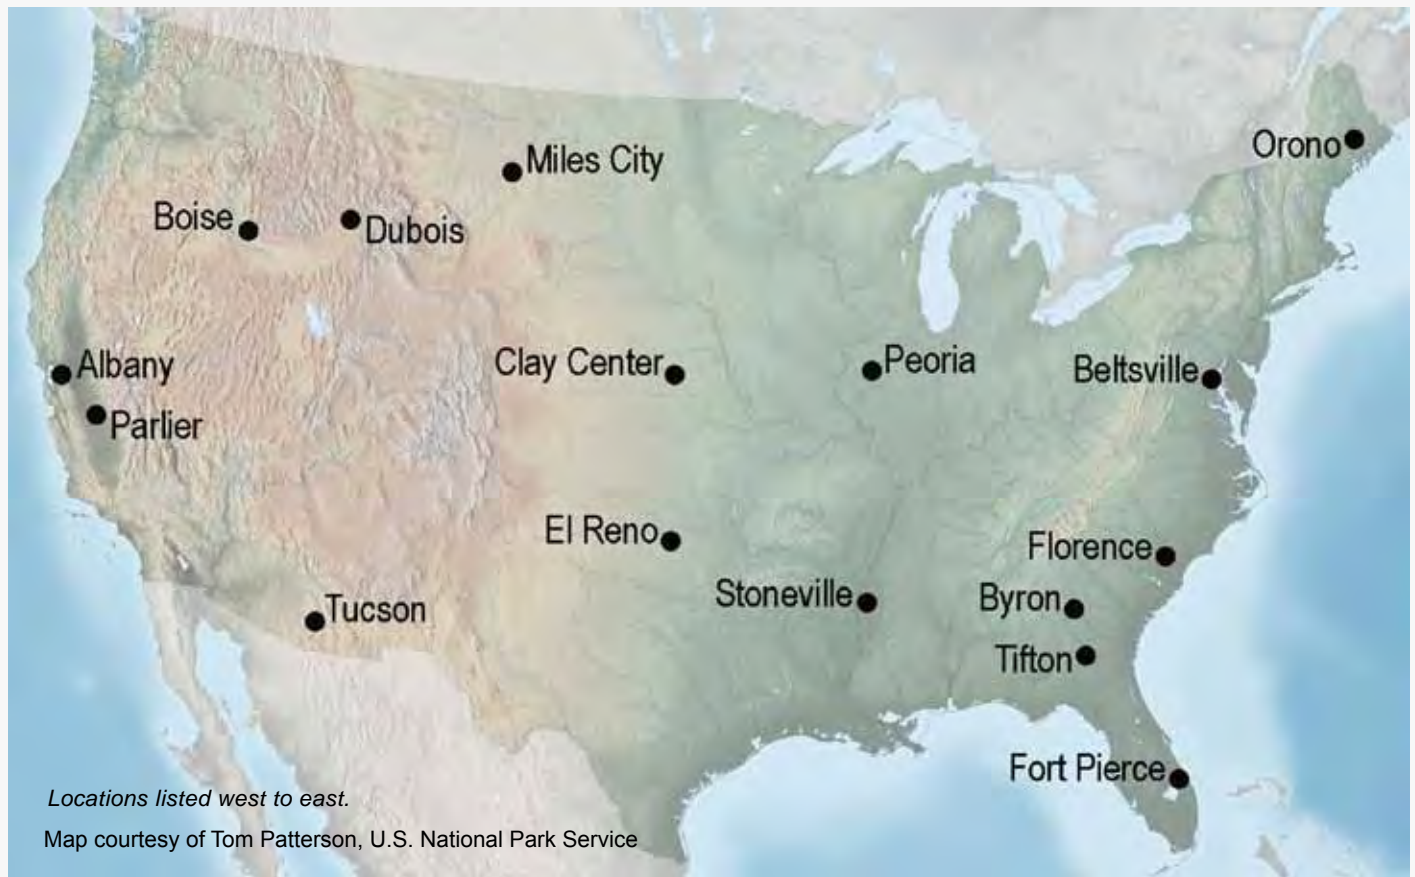 Orono
Miles City
Boise
Dubois
Albany
Clay Center
Peoria
Beltsville
Parlier
El Reno
Florence
Stoneville
Byron
Tucson
Tifton
Fort Pierce
Locations listed west to east.
Map courtesy of Tom Patterson, U.S. National Park Service